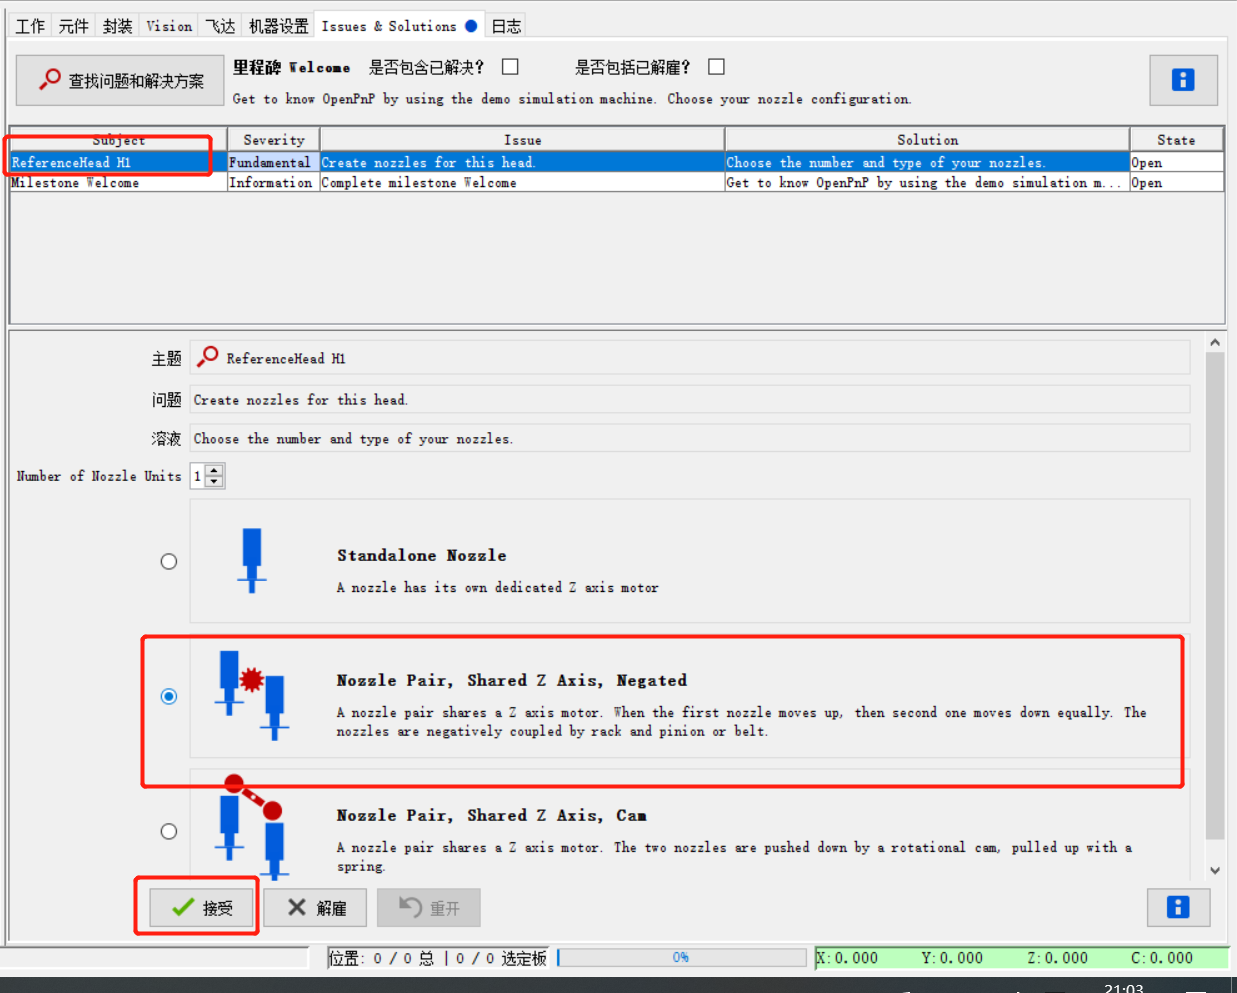 工作 元件 封装 Vision 飞达 机器设置 Issues & Solutions 日志
查找问题和解决方案
里程碑 Welcome 是否包含已解决? 是否包括已解雇?
Get to know OpenPnP by using the demo simulation machine. Choose your nozzle configuration.
Subject Severity Issue Solution State
ReferenceHead H1 Fundamental Create nozzles for this head. Choose the number and type of your nozzles. Open
Milestone Welcome Information Complete milestone Welcome Get to know OpenPnP by using the demo simulation m... Open
主题 ReferenceHead H1
问题 Create nozzles for this head.
溶液 Choose the number and type of your nozzles.
Number of Nozzle Units 1
Standalone Nozzle
A nozzle has its own dedicated Z axis motor
Nozzle Pair, Shared Z Axis, Negated
A nozzle pair shares a Z axis motor. When the first nozzle moves up, then second one moves down equally. The
nozzles are negatively coupled by rack and pinion or belt.
Nozzle Pair, Shared Z Axis, Cam
A nozzle pair shares a Z axis motor. The two nozzles are pushed down by a rotational cam, pulled up with a
spring.
接受 解雇 重开
位置: 0 / 0 总 | 0 / 0 选定板 0% X:0.000 Y:0.000 Z:0.000 C:0.000
21:03